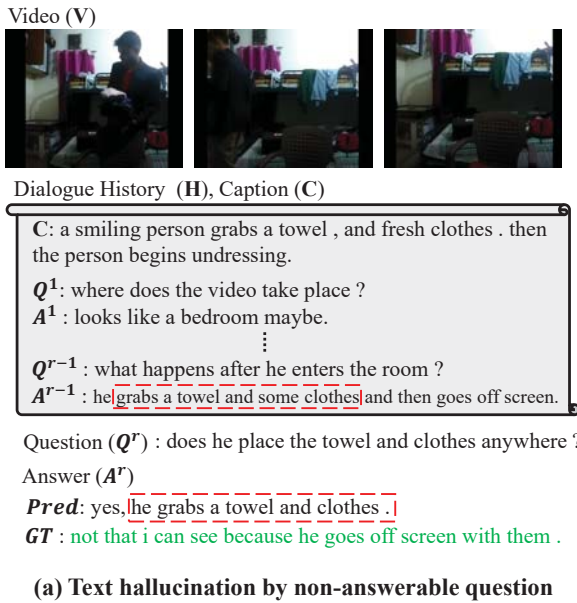 Video (V)
Dialogue History (H), Caption (C)
C: a smiling person grabs a towel , and fresh clothes . then
the person begins undressing.
Q¹: where does the video take place ?
A¹ : looks like a bedroom maybe.
⋮
Qʳ⁻¹ : what happens after he enters the room ?
Aʳ⁻¹ : he grabs a towel and some clothes and then goes off screen.
Question (Qʳ) : does he place the towel and clothes anywhere ?
Answer (Aʳ)
Pred: yes, he grabs a towel and clothes .
GT : not that i can see because he goes off screen with them .
(a) Text hallucination by non-answerable question